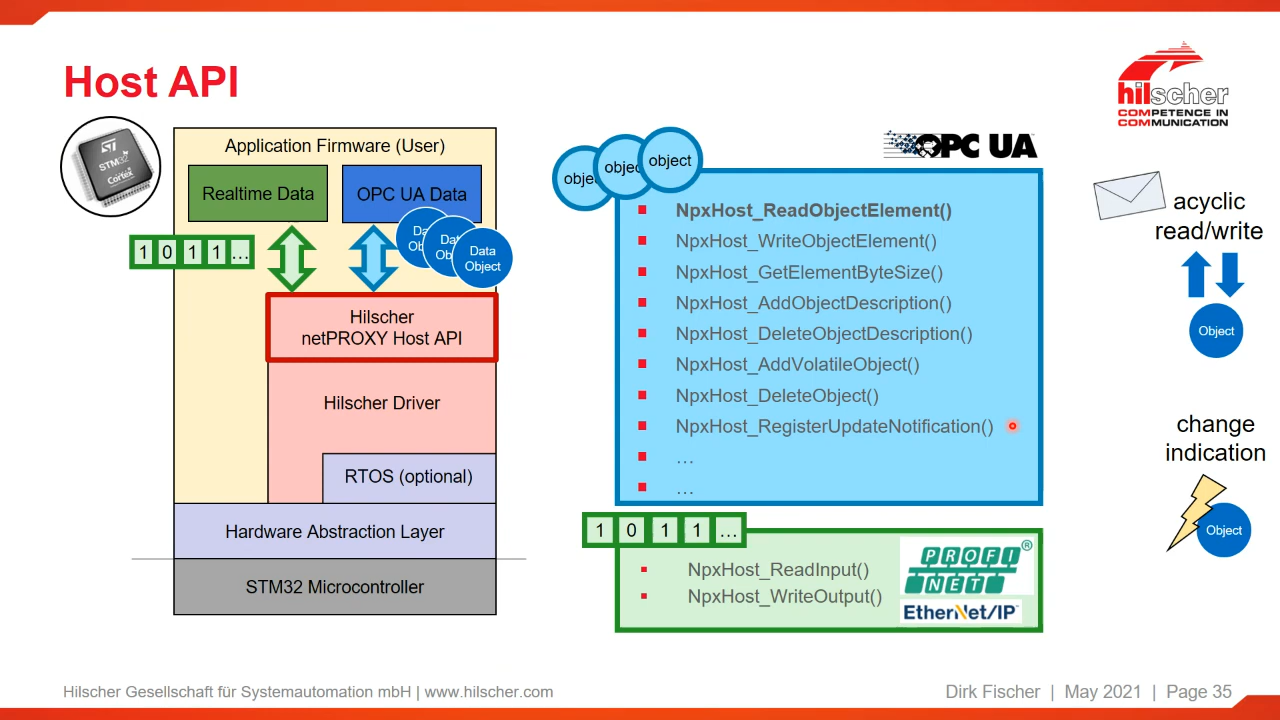 Host API
hilscher
COMPETENCE IN
COMMUNICATION
STM32
Cortex
Application Firmware (User)
Realtime Data
OPC UA Data
1 0 1 1 ...
Data
Object
Hilscher
netPROXY Host API
Hilscher Driver
RTOS (optional)
Hardware Abstraction Layer
STM32 Microcontroller
object
OPC UA
NpxHost_ReadObjectElement()
NpxHost_WriteObjectElement()
NpxHost_GetElementByteSize()
NpxHost_AddObjectDescription()
NpxHost_DeleteObjectDescription()
NpxHost_AddVolatileObject()
NpxHost_DeleteObject()
NpxHost_RegisterUpdateNotification()
...
...
1 0 1 1 ...
NpxHost_ReadInput()
NpxHost_WriteOutput()
PROFI
NET®
EtherNet/IP™
acyclic
read/write
Object
change
indication
Object
Hilscher Gesellschaft für Systemautomation mbH | www.hilscher.com
Dirk Fischer | May 2021 | Page 35